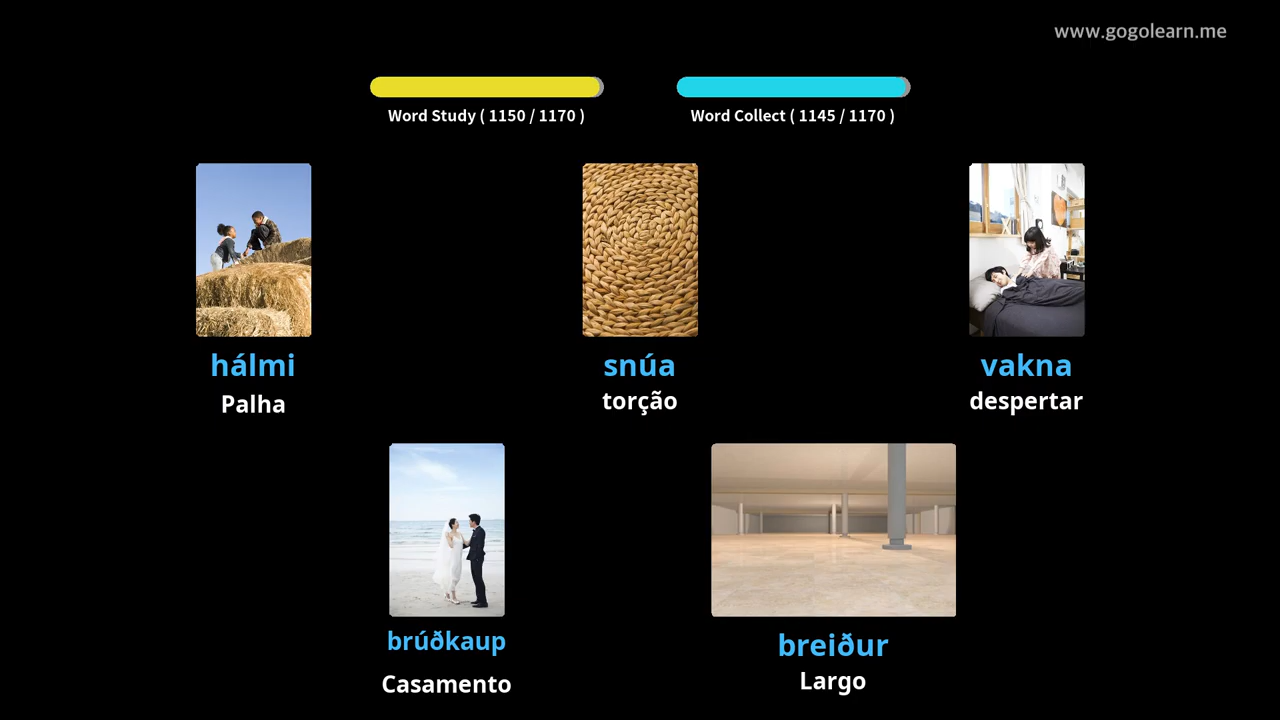 www.gogolearn.me
Word Study ( 1150 / 1170 )
Word Collect ( 1145 / 1170 )
hálmi
Palha
snúa
torção
vakna
despertar
brúðkaup
Casamento
breiður
Largo